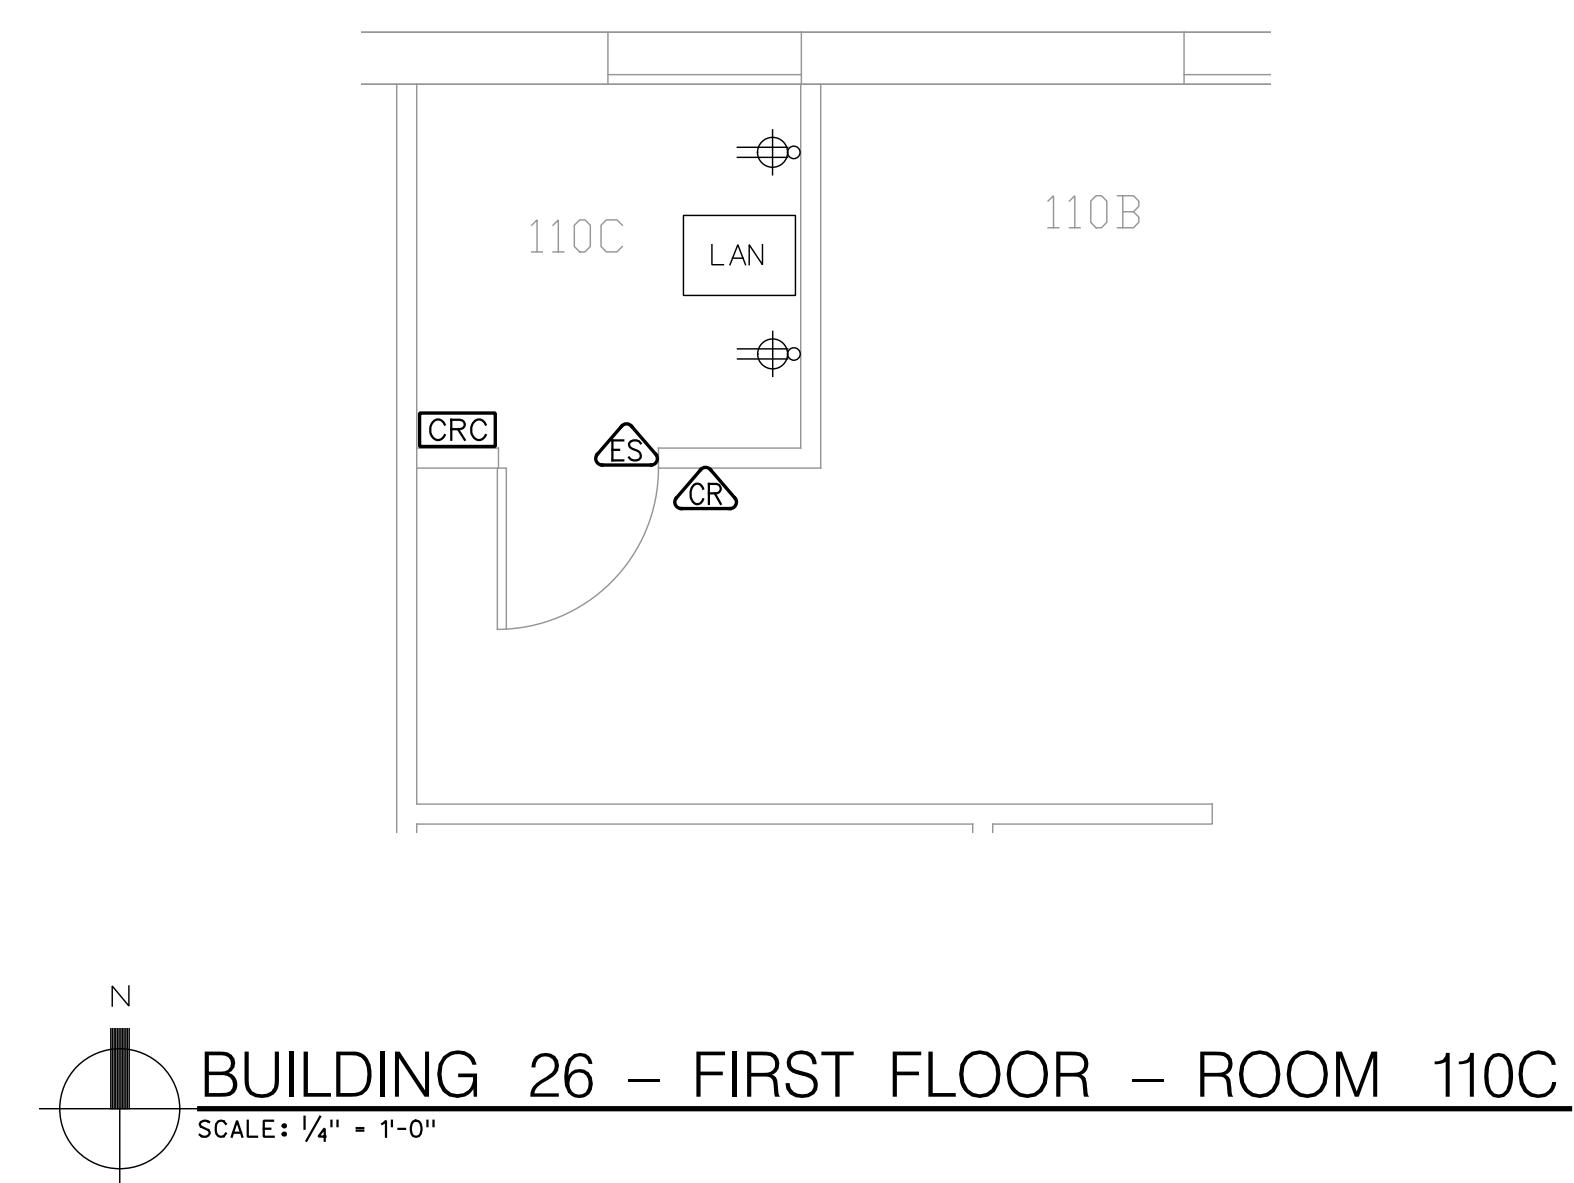 110B
110C
LAN
CRC
ES
CR
N
BUILDING 26 – FIRST FLOOR – ROOM 110C
SCALE: 1/4" = 1'-0"